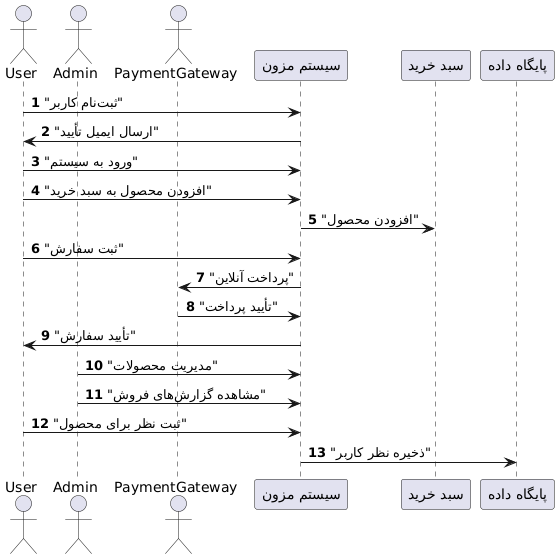 User
Admin
PaymentGateway
سیستم مزون
سبد خرید
پایگاه داده
1 "ثبت‌نام کاربر"
2 "ارسال ایمیل تأیید"
3 "ورود به سیستم"
4 "افزودن محصول به سبد خرید"
5 "افزودن محصول"
6 "ثبت سفارش"
7 "پرداخت آنلاین"
8 "تأیید پرداخت"
9 "تأیید سفارش"
10 "مدیریت محصولات"
11 "مشاهده گزارش‌های فروش"
12 "ثبت نظر برای محصول"
13 "ذخیره نظر کاربر"
User
Admin
PaymentGateway
سیستم مزون
سبد خرید
پایگاه داده